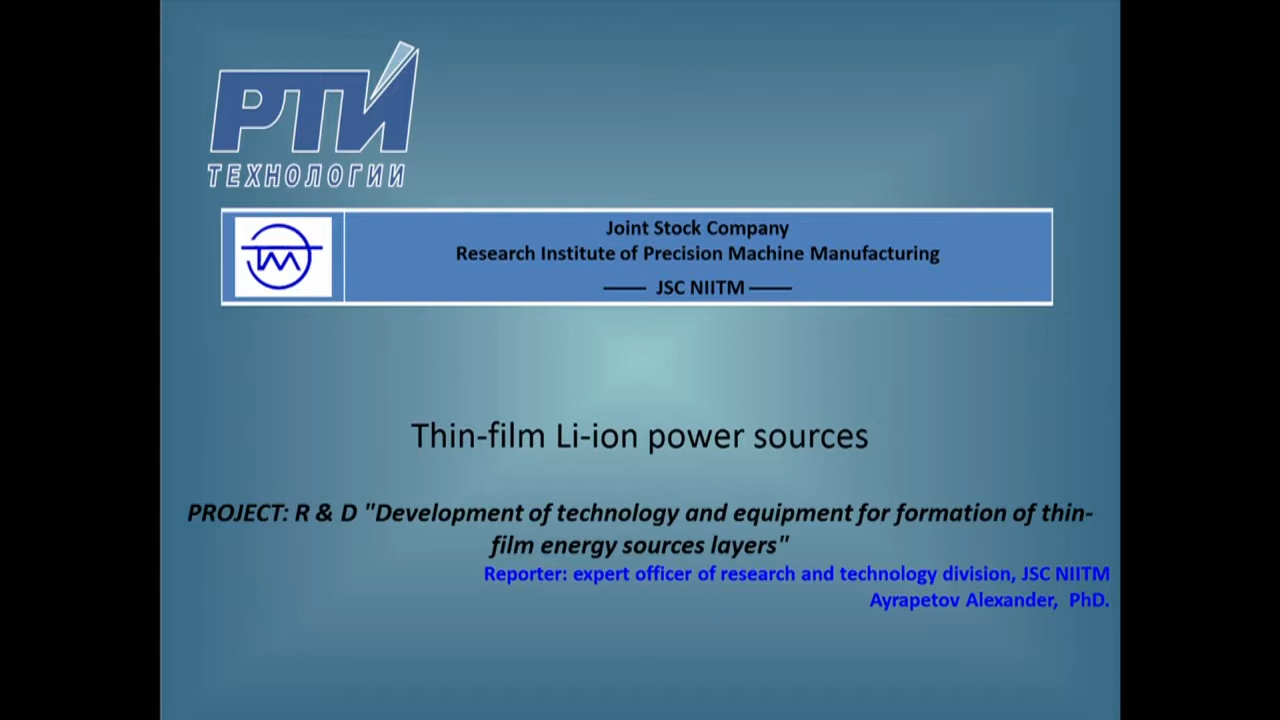 РТИ
ТЕХНОЛОГИИ
Joint Stock Company
Research Institute of Precision Machine Manufacturing
—— JSC NIITM ——
Thin-film Li-ion power sources
PROJECT: R & D "Development of technology and equipment for formation of thin-
film energy sources layers"
Reporter: expert officer of research and technology division, JSC NIITM
Ayrapetov Alexander, PhD.